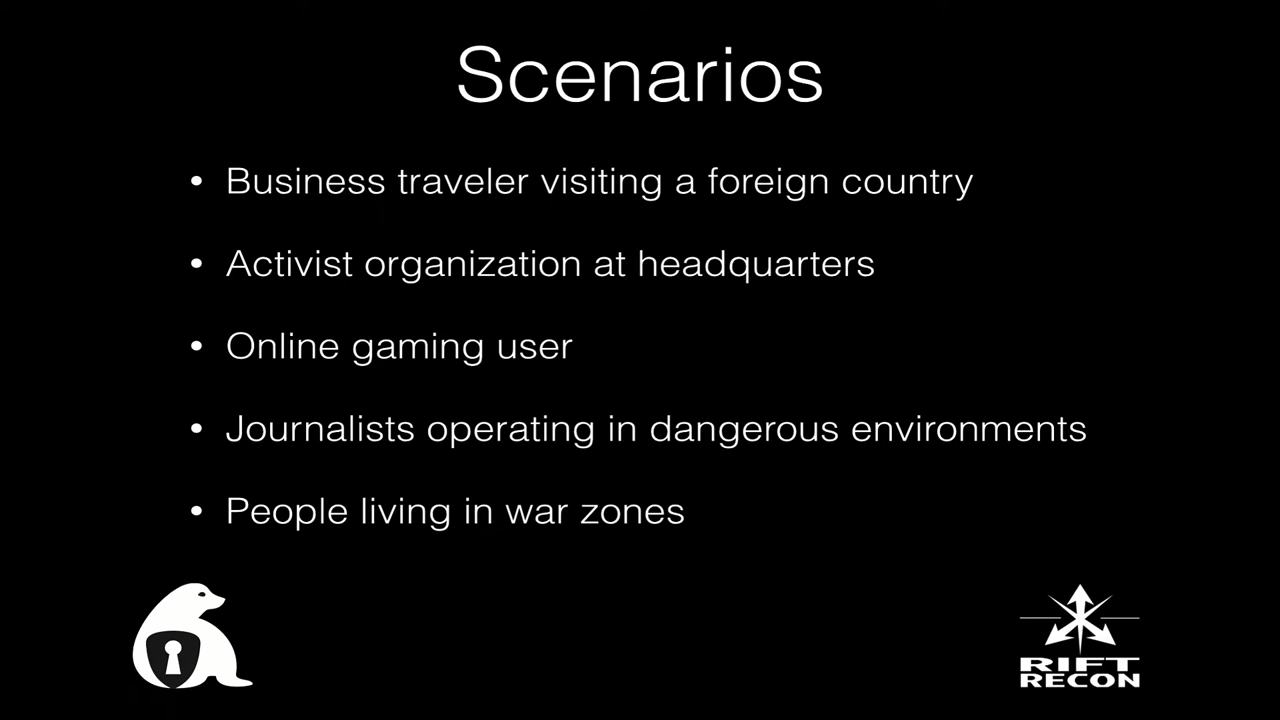 Scenarios
• Business traveler visiting a foreign country
• Activist organization at headquarters
• Online gaming user
• Journalists operating in dangerous environments
• People living in war zones
RIFT
RECON